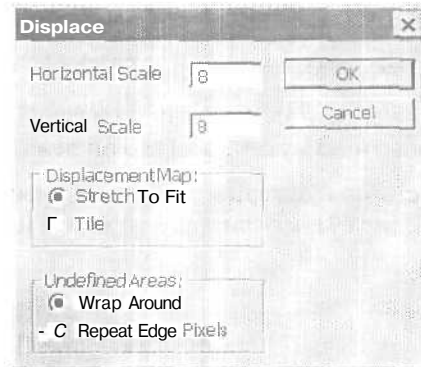 Displace
Horizontal Scale 8 OK
Vertical Scale 8 Cancel
Displacement Map:
Stretch To Fit
Tile
Undefined Areas:
Wrap Around
Repeat Edge Pixels